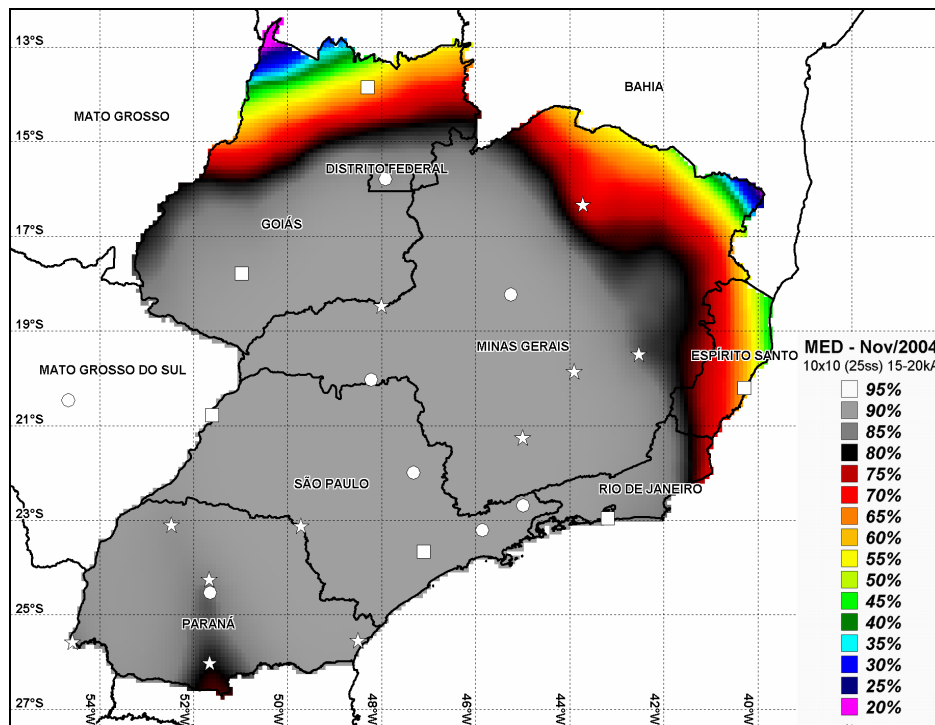 13°S
BAHIA
MATO GROSSO
15°S
DISTRITO FEDERAL
GOIÁS
17°S
19°S
MINAS GERAIS
ESPÍRITO SANTO
MATO GROSSO DO SUL
21°S
SÃO PAULO
RIO DE JANEIRO
23°S
25°S
PARANÁ
27°S
54°W
52°W
50°W
48°W
46°W
44°W
42°W
40°W
MED - Nov/2004
10x10 (25ss) 15-20kA
95%
90%
85%
80%
75%
70%
65%
60%
55%
50%
45%
40%
35%
30%
25%
20%